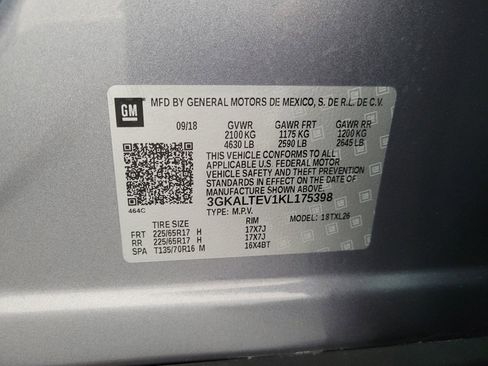 GM
MFD BY GENERAL MOTORS DE MEXICO, S. DE R.L. DE C.V.
09/18 GVWR GAWR FRT GAWR RR
2100 KG 1175 KG 1200 KG
4630 LB 2590 LB 2645 LB
THIS VEHICLE CONFORMS TO ALL
APPLICABLE U.S. FEDERAL MOTOR
VEHICLE SAFETY STANDARDS IN
EFFECT ON THE DATE OF
MANUFACTURE SHOWN ABOVE.
464C
3GKALTEV1KL175398
TYPE: M.P.V. MODEL: 18TXL26
TIRE SIZE RIM
FRT 225/65R17 H 17X7J
RR 225/65R17 H 17X7J
SPA T135/70R16 M 16X4BT